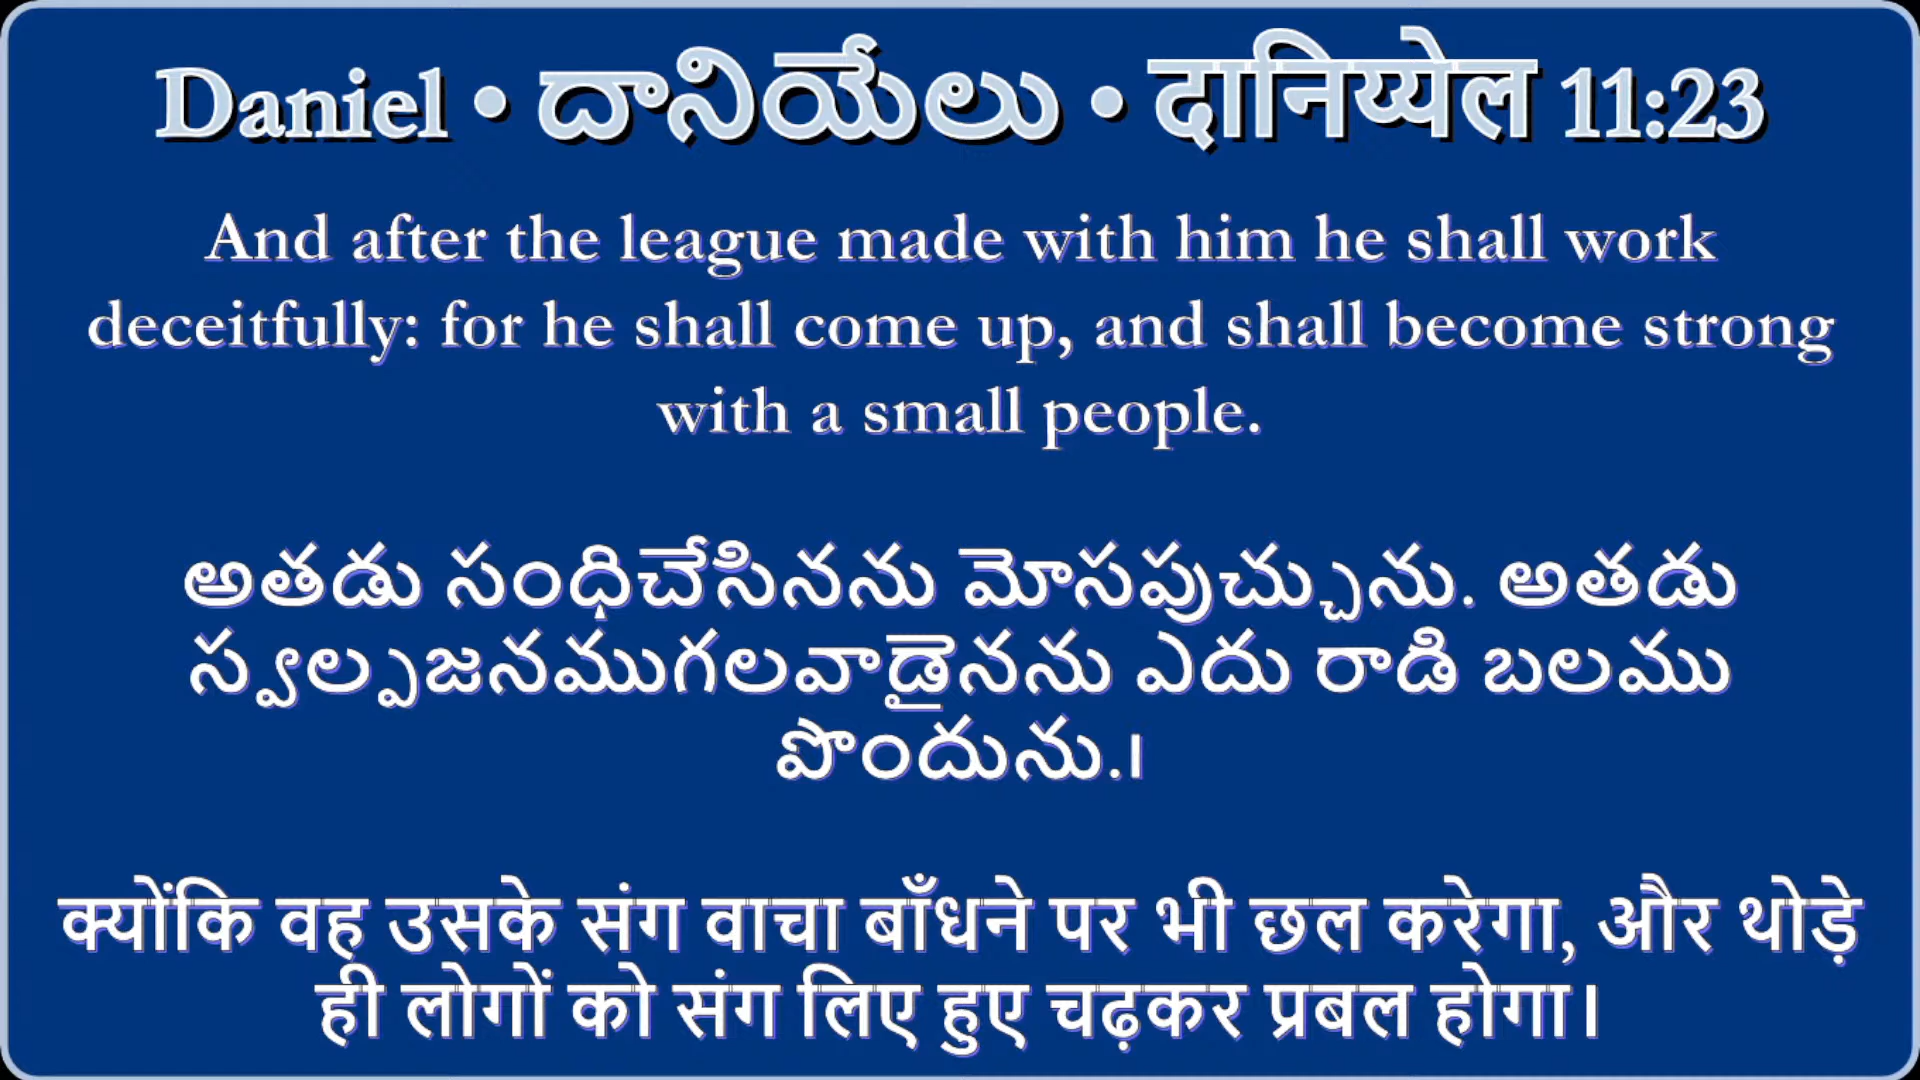 Daniel • దానియేలు • दानिय्येल 11:23
And after the league made with him he shall work
deceitfully: for he shall come up, and shall become strong
with a small people.
అతడు సంధిచేసినను మోసపుచ్చును. అతడు
స్వల్పజనముగలవాడైనను ఎదు రాడి బలము
పొందును.।
क्योंकि वह उसके संग वाचा बाँधने पर भी छल करेगा, और थोड़े
ही लोगों को संग लिए हुए चढ़कर प्रबल होगा।